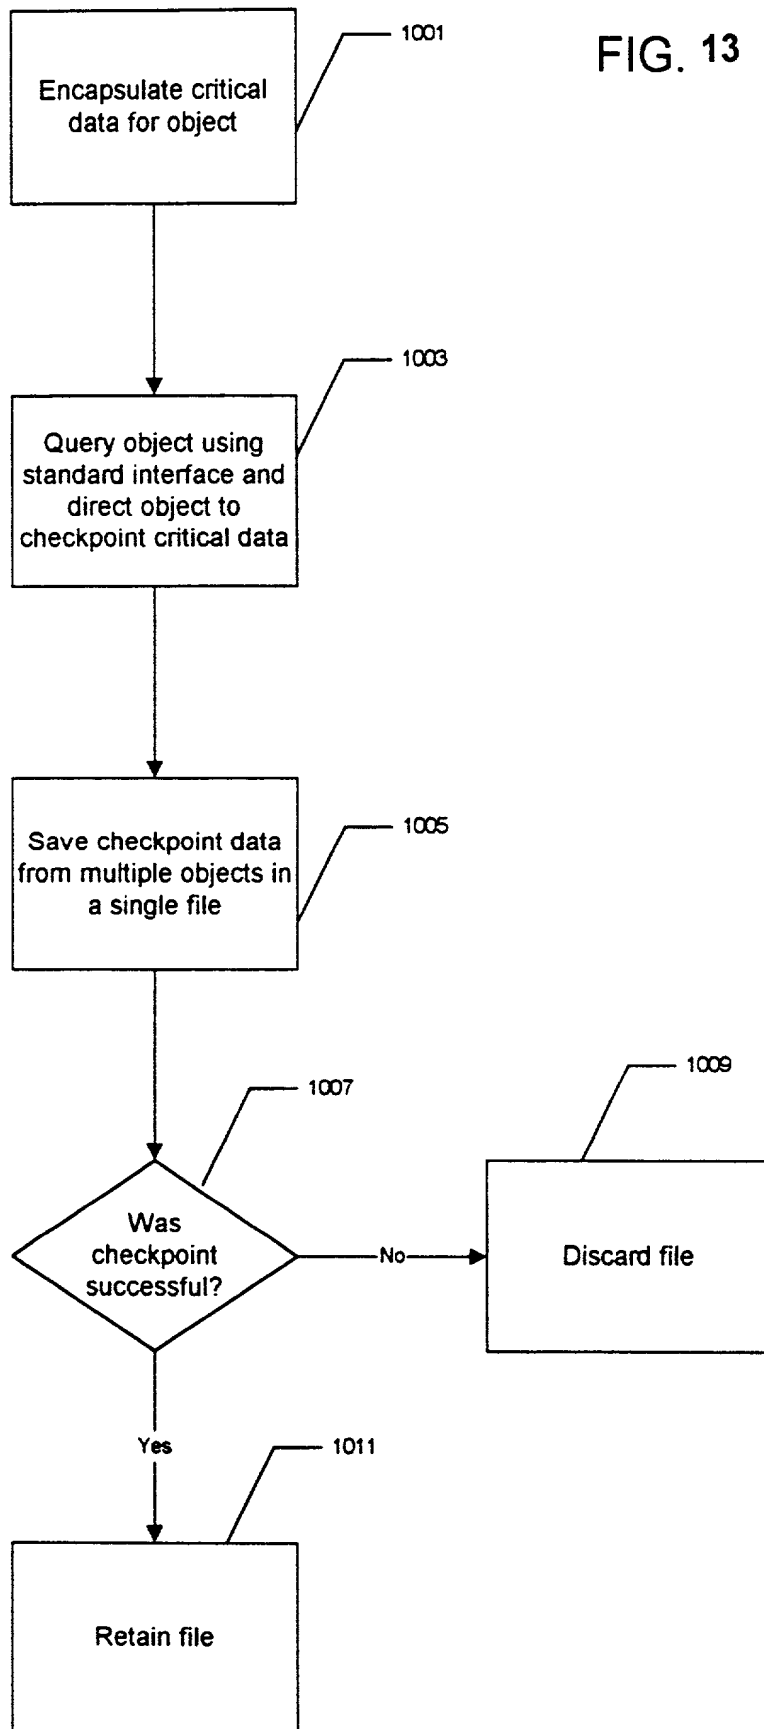 1001
FIG. 13
Encapsulate critical
data for object
1003
Query object using
standard interface and
direct object to
checkpoint critical data
1005
Save checkpoint data
from multiple objects in
a single file
1009
1007
Was
checkpoint
successful?
No
Discard file
Yes
1011
Retain file